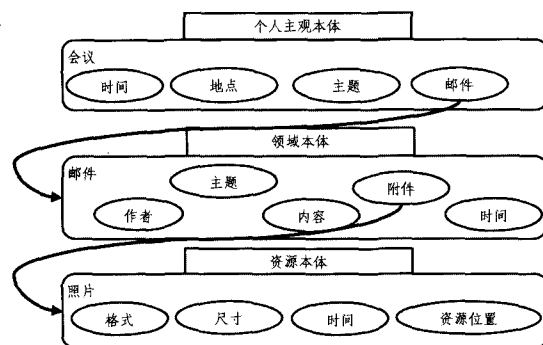 个人主观本体
会议
时间 地点 主题 邮件
领域本体
邮件
主题 附件
作者 内容 时间
资源本体
照片
格式 尺寸 时间 资源位置